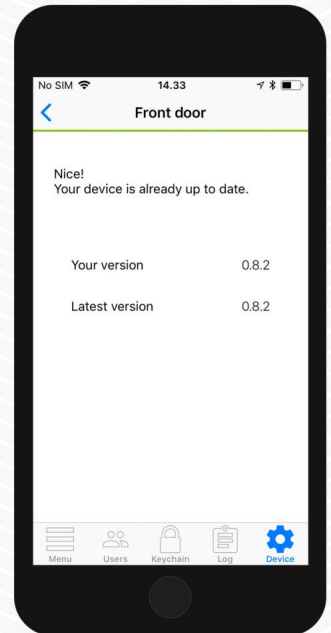 No SIM 14.33
Front door
Nice!
Your device is already up to date.
Your version 0.8.2
Latest version 0.8.2
Menu Users Keychain Log Device